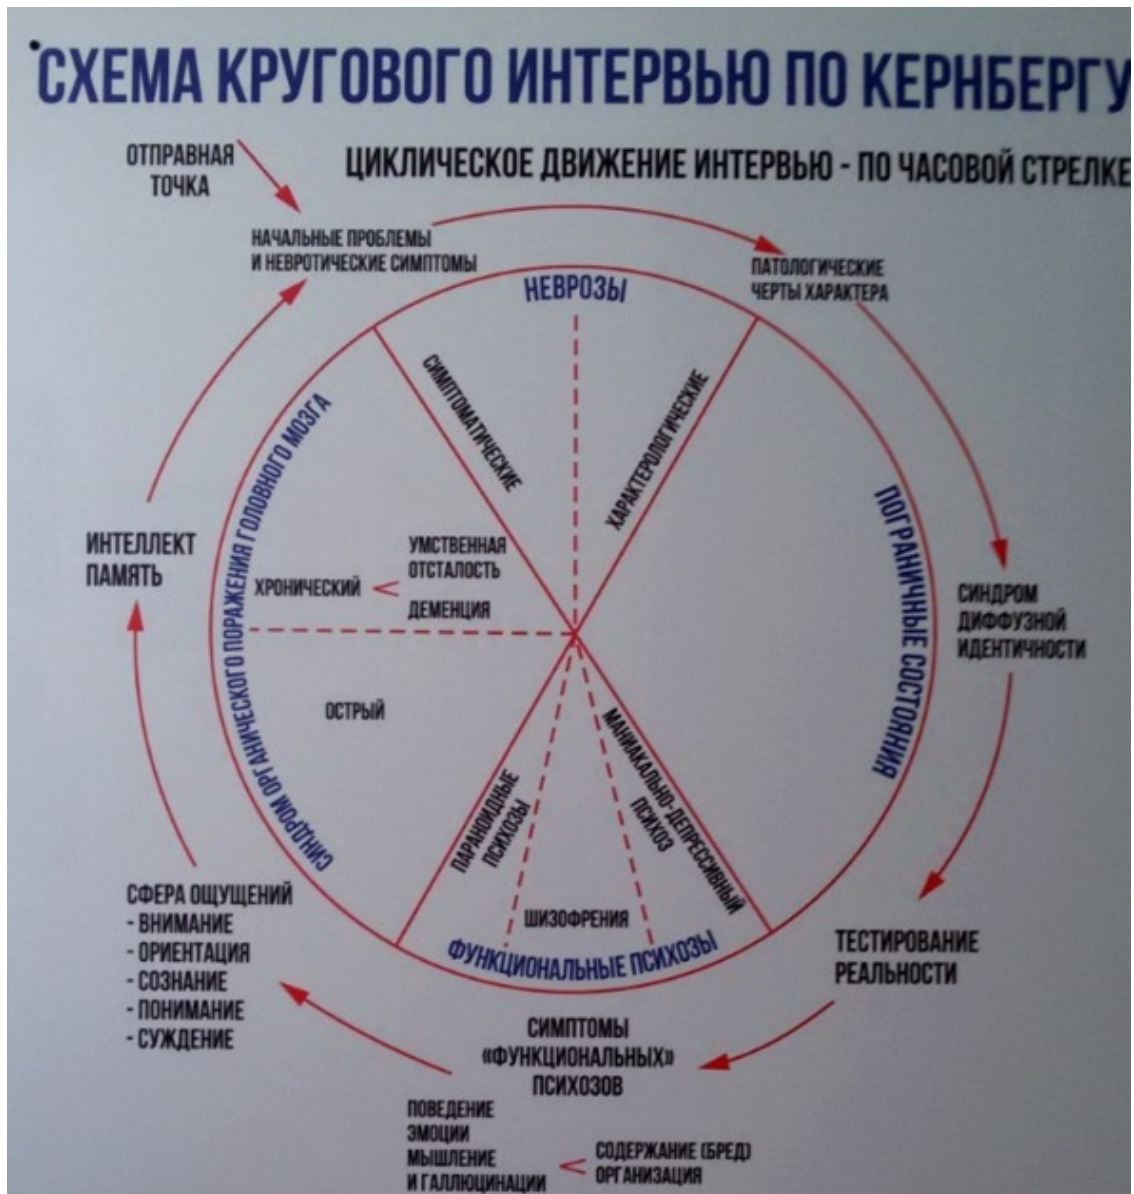 СХЕМА КРУГОВОГО ИНТЕРВЬЮ ПО КЕРНБЕРГУ
ОТПРАВНАЯ
ТОЧКА
ЦИКЛИЧЕСКОЕ ДВИЖЕНИЕ ИНТЕРВЬЮ - ПО ЧАСОВОЙ СТРЕЛКЕ
НАЧАЛЬНЫЕ ПРОБЛЕМЫ
И НЕВРОТИЧЕСКИЕ СИМПТОМЫ
ПАТОЛОГИЧЕСКИЕ
ЧЕРТЫ ХАРАКТЕРА
НЕВРОЗЫ
СИМПТОМАТИЧЕСКИЕ
ХАРАКТЕРОЛОГИЧЕСКИЕ
ПОГРАНИЧНЫЕ СОСТОЯНИЯ
СИНДРОМ
ДИФФУЗНОЙ
ИДЕНТИЧНОСТИ
ИНТЕЛЛЕКТ
ПАМЯТЬ
СИНДРОМ ОРГАНИЧЕСКОГО ПОРАЖЕНИЯ ГОЛОВНОГО МОЗГА
ХРОНИЧЕСКИЙ
УМСТВЕННАЯ
ОТСТАЛОСТЬ
ДЕМЕНЦИЯ
ОСТРЫЙ
ПАРАНОИДНЫЕ
ПСИХОЗЫ
ШИЗОФРЕНИЯ
МАНИАКАЛЬНО-ДЕПРЕССИВНЫЙ
ПСИХОЗ
ФУНКЦИОНАЛЬНЫЕ ПСИХОЗЫ
ТЕСТИРОВАНИЕ
РЕАЛЬНОСТИ
СФЕРА ОЩУЩЕНИЙ
- ВНИМАНИЕ
- ОРИЕНТАЦИЯ
- СОЗНАНИЕ
- ПОНИМАНИЕ
- СУЖДЕНИЕ
СИМПТОМЫ
«ФУНКЦИОНАЛЬНЫХ»
ПСИХОЗОВ
ПОВЕДЕНИЕ
ЭМОЦИИ
МЫШЛЕНИЕ
И ГАЛЛЮЦИНАЦИИ
СОДЕРЖАНИЕ (БРЕД)
ОРГАНИЗАЦИЯ